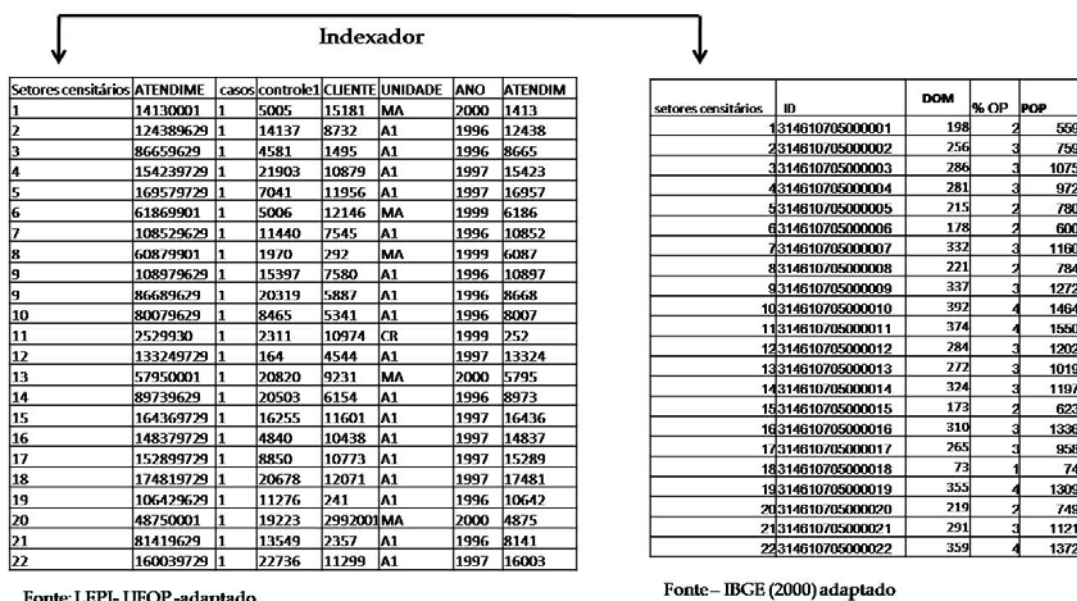 Indexador
Setores censitários ATENDIME casos controle1 CLIENTE UNIDADE ANO ATENDIM
1 14130001 1 5005 15181 MA 2000 1413
2 124389629 1 14137 8732 A1 1996 12438
3 86659629 1 4581 1495 A1 1996 8665
4 154239729 1 21903 10879 A1 1997 15423
5 169579729 1 7041 11956 A1 1997 16957
6 61869901 1 5006 12146 MA 1999 6186
7 108529629 1 11440 7545 A1 1996 10852
8 60879901 1 1970 292 MA 1999 6087
9 108979629 1 15397 7580 A1 1996 10897
9 86689629 1 20319 5887 A1 1996 8668
10 80079629 1 8465 5341 A1 1996 8007
11 2529930 1 2311 10974 CR 1999 252
12 133249729 1 164 4544 A1 1997 13324
13 57950001 1 20820 9231 MA 2000 5795
14 89739629 1 20503 6154 A1 1996 8973
15 164369729 1 16255 11601 A1 1997 16436
16 148379729 1 4840 10438 A1 1997 14837
17 152899729 1 8850 10773 A1 1997 15289
18 174819729 1 20678 12071 A1 1997 17481
19 106429629 1 11276 241 A1 1996 10642
20 48750001 1 19223 2992001 MA 2000 4875
21 81419629 1 13549 2357 A1 1996 8141
22 160039729 1 22736 11299 A1 1997 16003
Fonte: LEPI- UFOP -adaptado
setores censitários ID DOM % OP POP
1 314610705000001 198 2 559
2 314610705000002 256 3 759
3 314610705000003 286 3 1075
4 314610705000004 281 3 972
5 314610705000005 215 2 780
6 314610705000006 178 2 600
7 314610705000007 332 3 1160
8 314610705000008 221 2 784
9 314610705000009 337 3 1272
10 314610705000010 392 4 1464
11 314610705000011 374 4 1550
12 314610705000012 284 3 1202
13 314610705000013 272 3 1019
14 314610705000014 324 3 1197
15 314610705000015 173 2 623
16 314610705000016 310 3 1336
17 314610705000017 265 3 958
18 314610705000018 73 1 74
19 314610705000019 355 4 1309
20 314610705000020 219 2 749
21 314610705000021 291 3 1121
22 314610705000022 359 4 1372
Fonte– IBGE (2000) adaptado